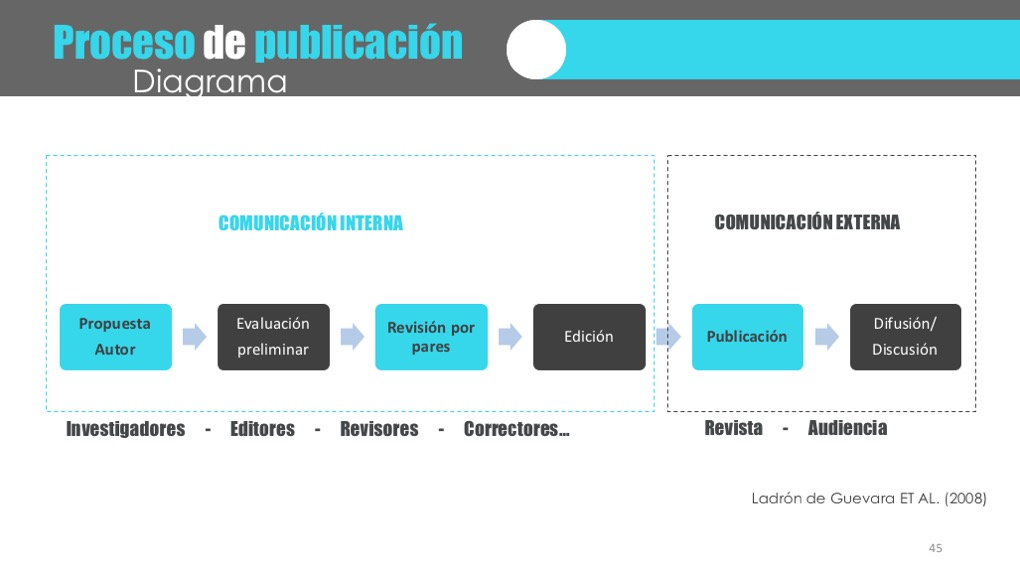 Proceso de publicación
Diagrama
COMUNICACIÓN INTERNA
COMUNICACIÓN EXTERNA
Propuesta
Autor
Evaluación
preliminar
Revisión por
pares
Edición
Publicación
Difusión/
Discusión
Investigadores - Editores - Revisores - Correctores...
Revista - Audiencia
Ladrón de Guevara ET AL. (2008)
45